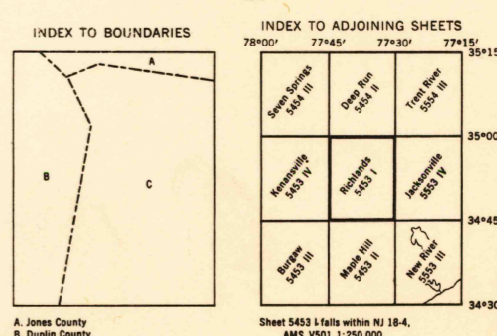 INDEX TO BOUNDARIES
A
B
C
A. Jones County
B. Duplin County
INDEX TO ADJOINING SHEETS
78°00' 77°45' 77°30' 77°15'
35°15'
Seven Springs
5454 III
Deep Run
5454 II
Trent River
5554 III
35°00'
Kenansville
5453 IV
Richlands
5453 I
Jacksonville
5553 IV
34°45'
Burgaw
5453 III
Maple Hill
5453 II
New River
5553 III
34°30'
Sheet 5453 I falls within NJ 18-4,
AMS V501 1:250,000